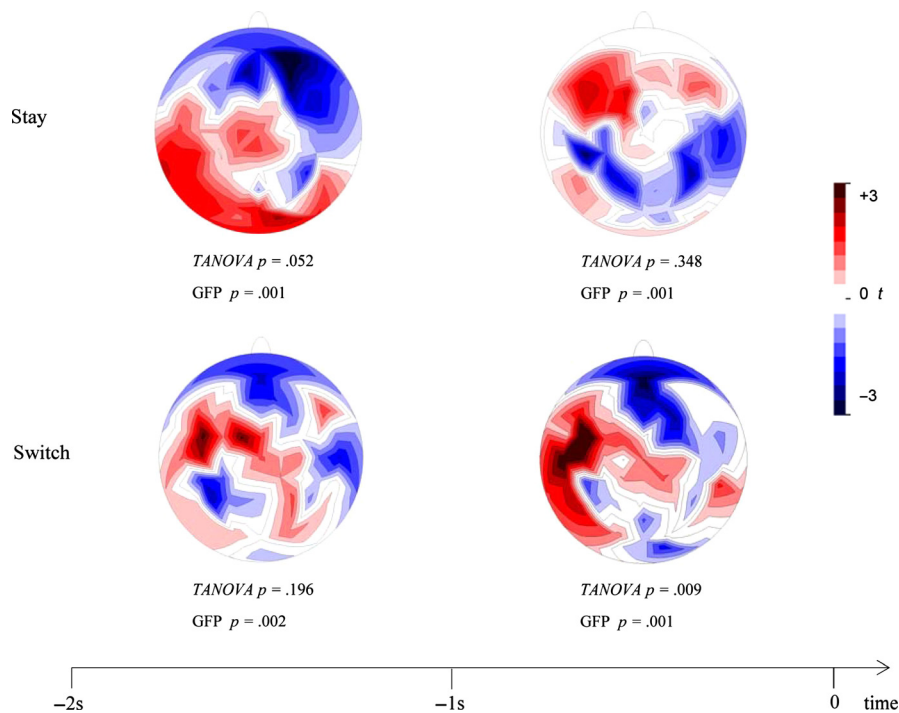 Stay
TANOVA p = .052
GFP p = .001
TANOVA p = .348
GFP p = .001
+3
0 t
−3
Switch
TANOVA p = .196
GFP p = .002
TANOVA p = .009
GFP p = .001
−2s
−1s
0
time